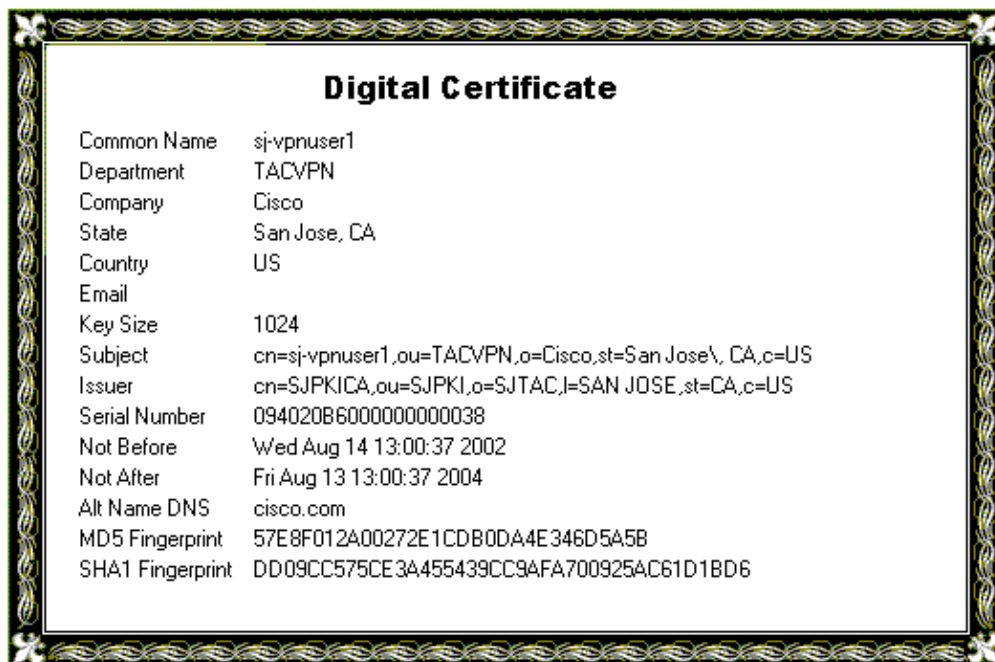 Digital Certificate
Common Name sj-vpnuser1
Department TACVPN
Company Cisco
State San Jose, CA
Country US
Email
Key Size 1024
Subject cn=sj-vpnuser1,ou=TACVPN,o=Cisco,st=San Jose\, CA,c=US
Issuer cn=SJPKICA,ou=SJPKI,o=SJTAC,l=SAN JOSE,st=CA,c=US
Serial Number 094020B6000000000038
Not Before Wed Aug 14 13:00:37 2002
Not After Fri Aug 13 13:00:37 2004
Alt Name DNS cisco.com
MD5 Fingerprint 57E8F012A00272E1CDB0DA4E346D5A5B
SHA1 Fingerprint DD09CC575CE3A455439CC9AFA700925AC61D1BD6